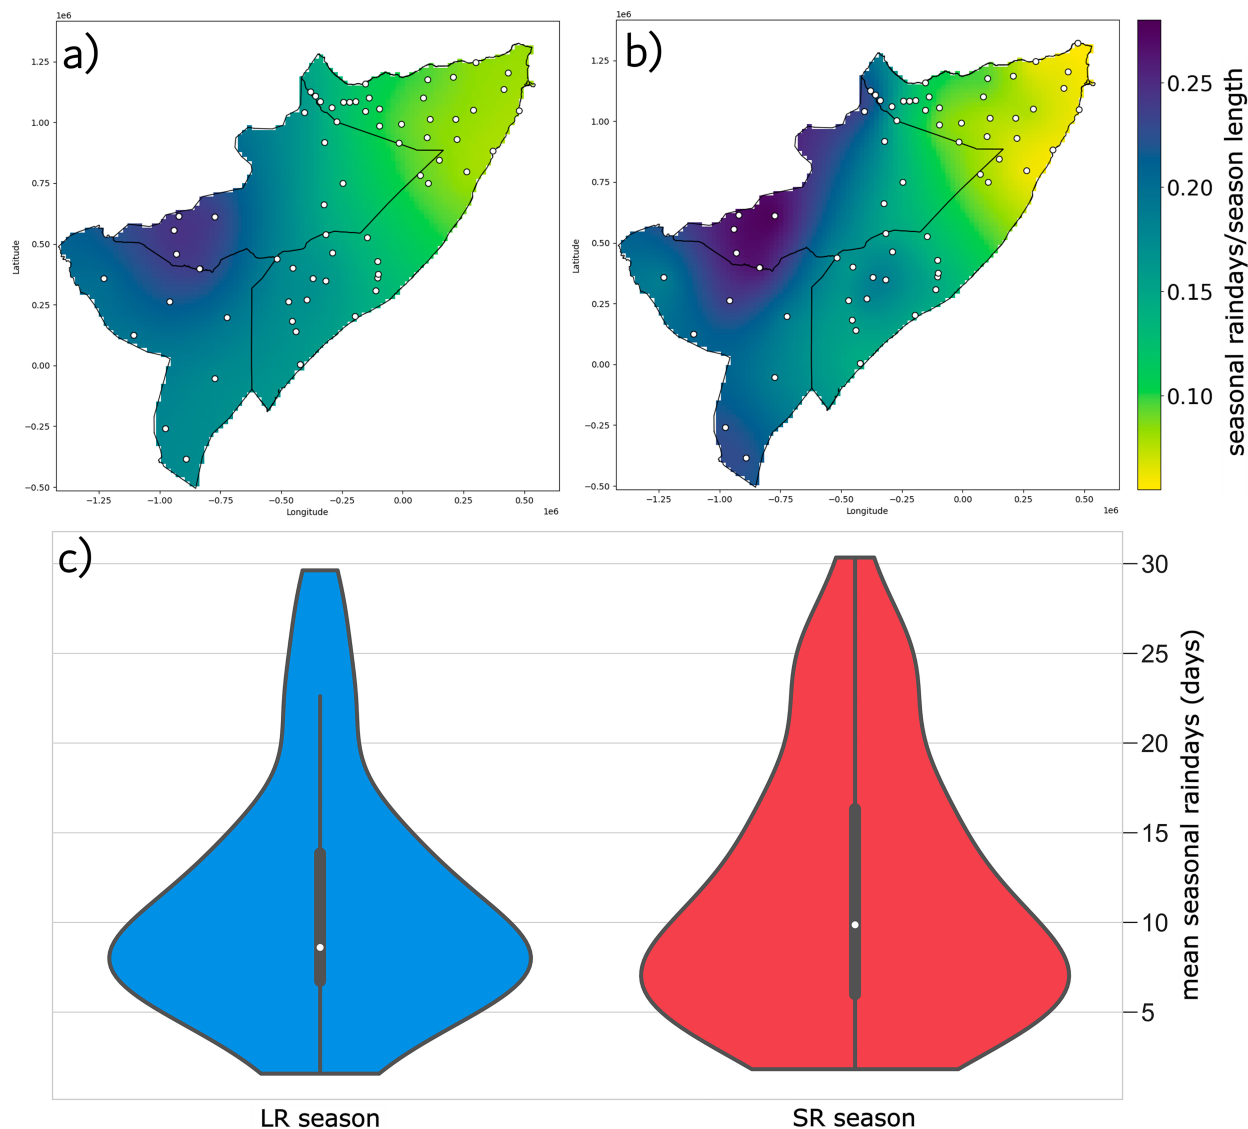 1e6
a)
1.25
1.00
0.75
0.50
0.25
0.00
−0.25
−0.50
Latitude
−1.25
−1.00
−0.75
−0.50
−0.25
0.00
0.25
0.50
Longitude
1e6
1e6
b)
1.25
1.00
0.75
0.50
0.25
0.00
−0.25
−0.50
Latitude
−1.25
−1.00
−0.75
−0.50
−0.25
0.00
0.25
0.50
Longitude
1e6
0.25
0.20
0.15
0.10
seasonal raindays/season length
c)
30
25
20
15
10
5
mean seasonal raindays (days)
LR season
SR season